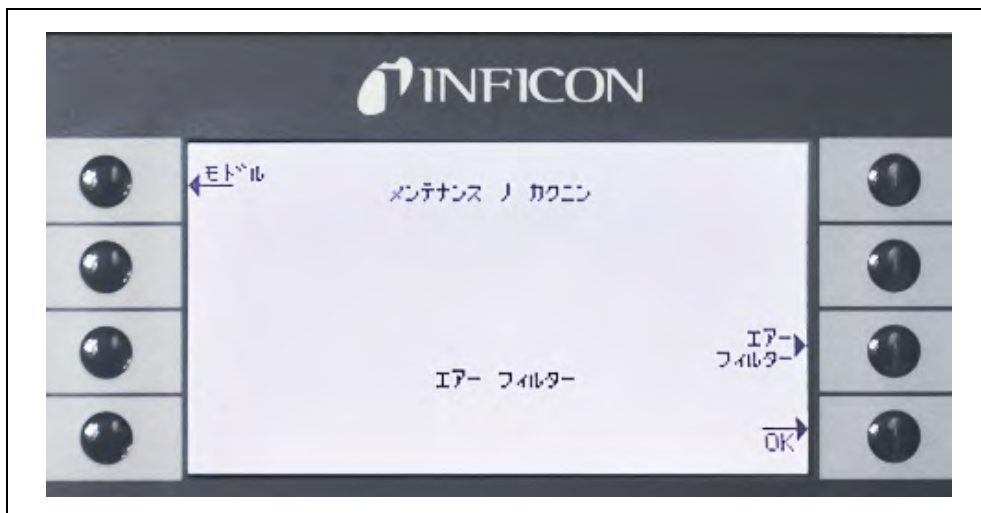 INFICON
モドル
メンテナンス ノ カクニン
エアー
フィルター
エアー フィルター
OK